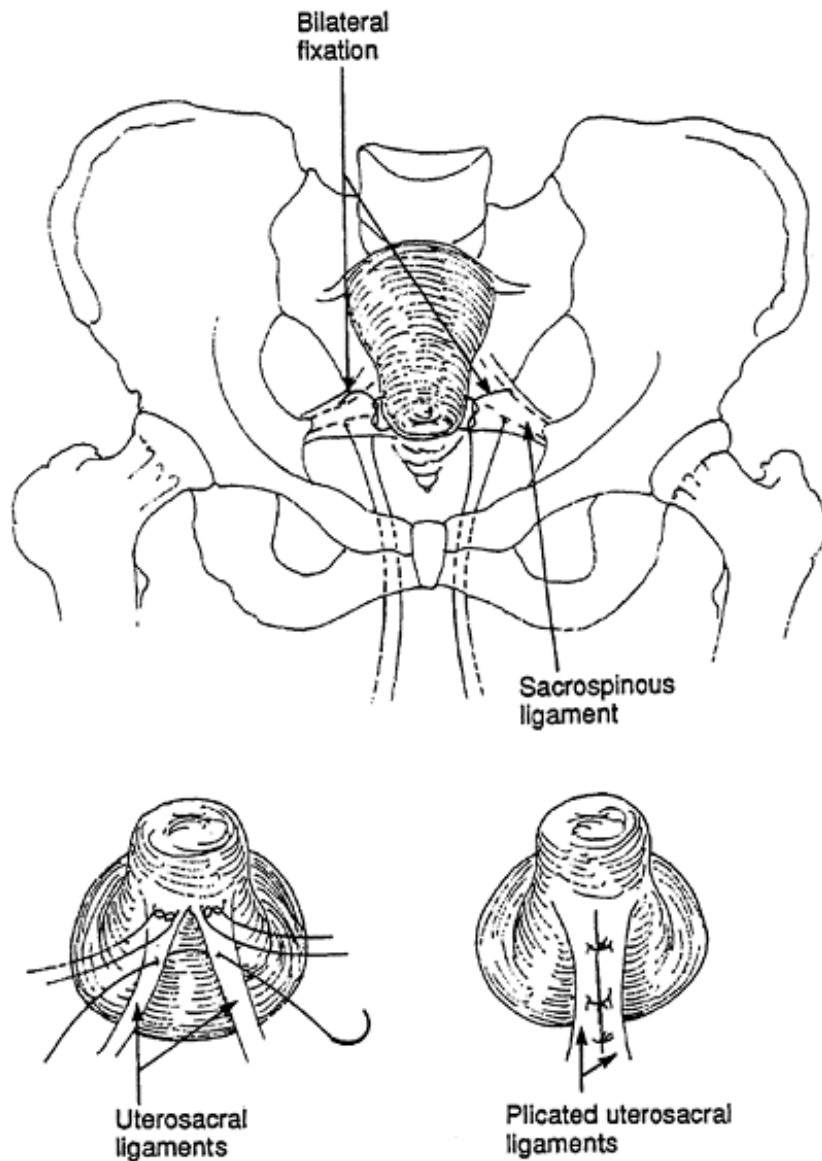 Bilateral
fixation
Sacrospinous
ligament
Uterosacral
ligaments
Plicated uterosacral
ligaments